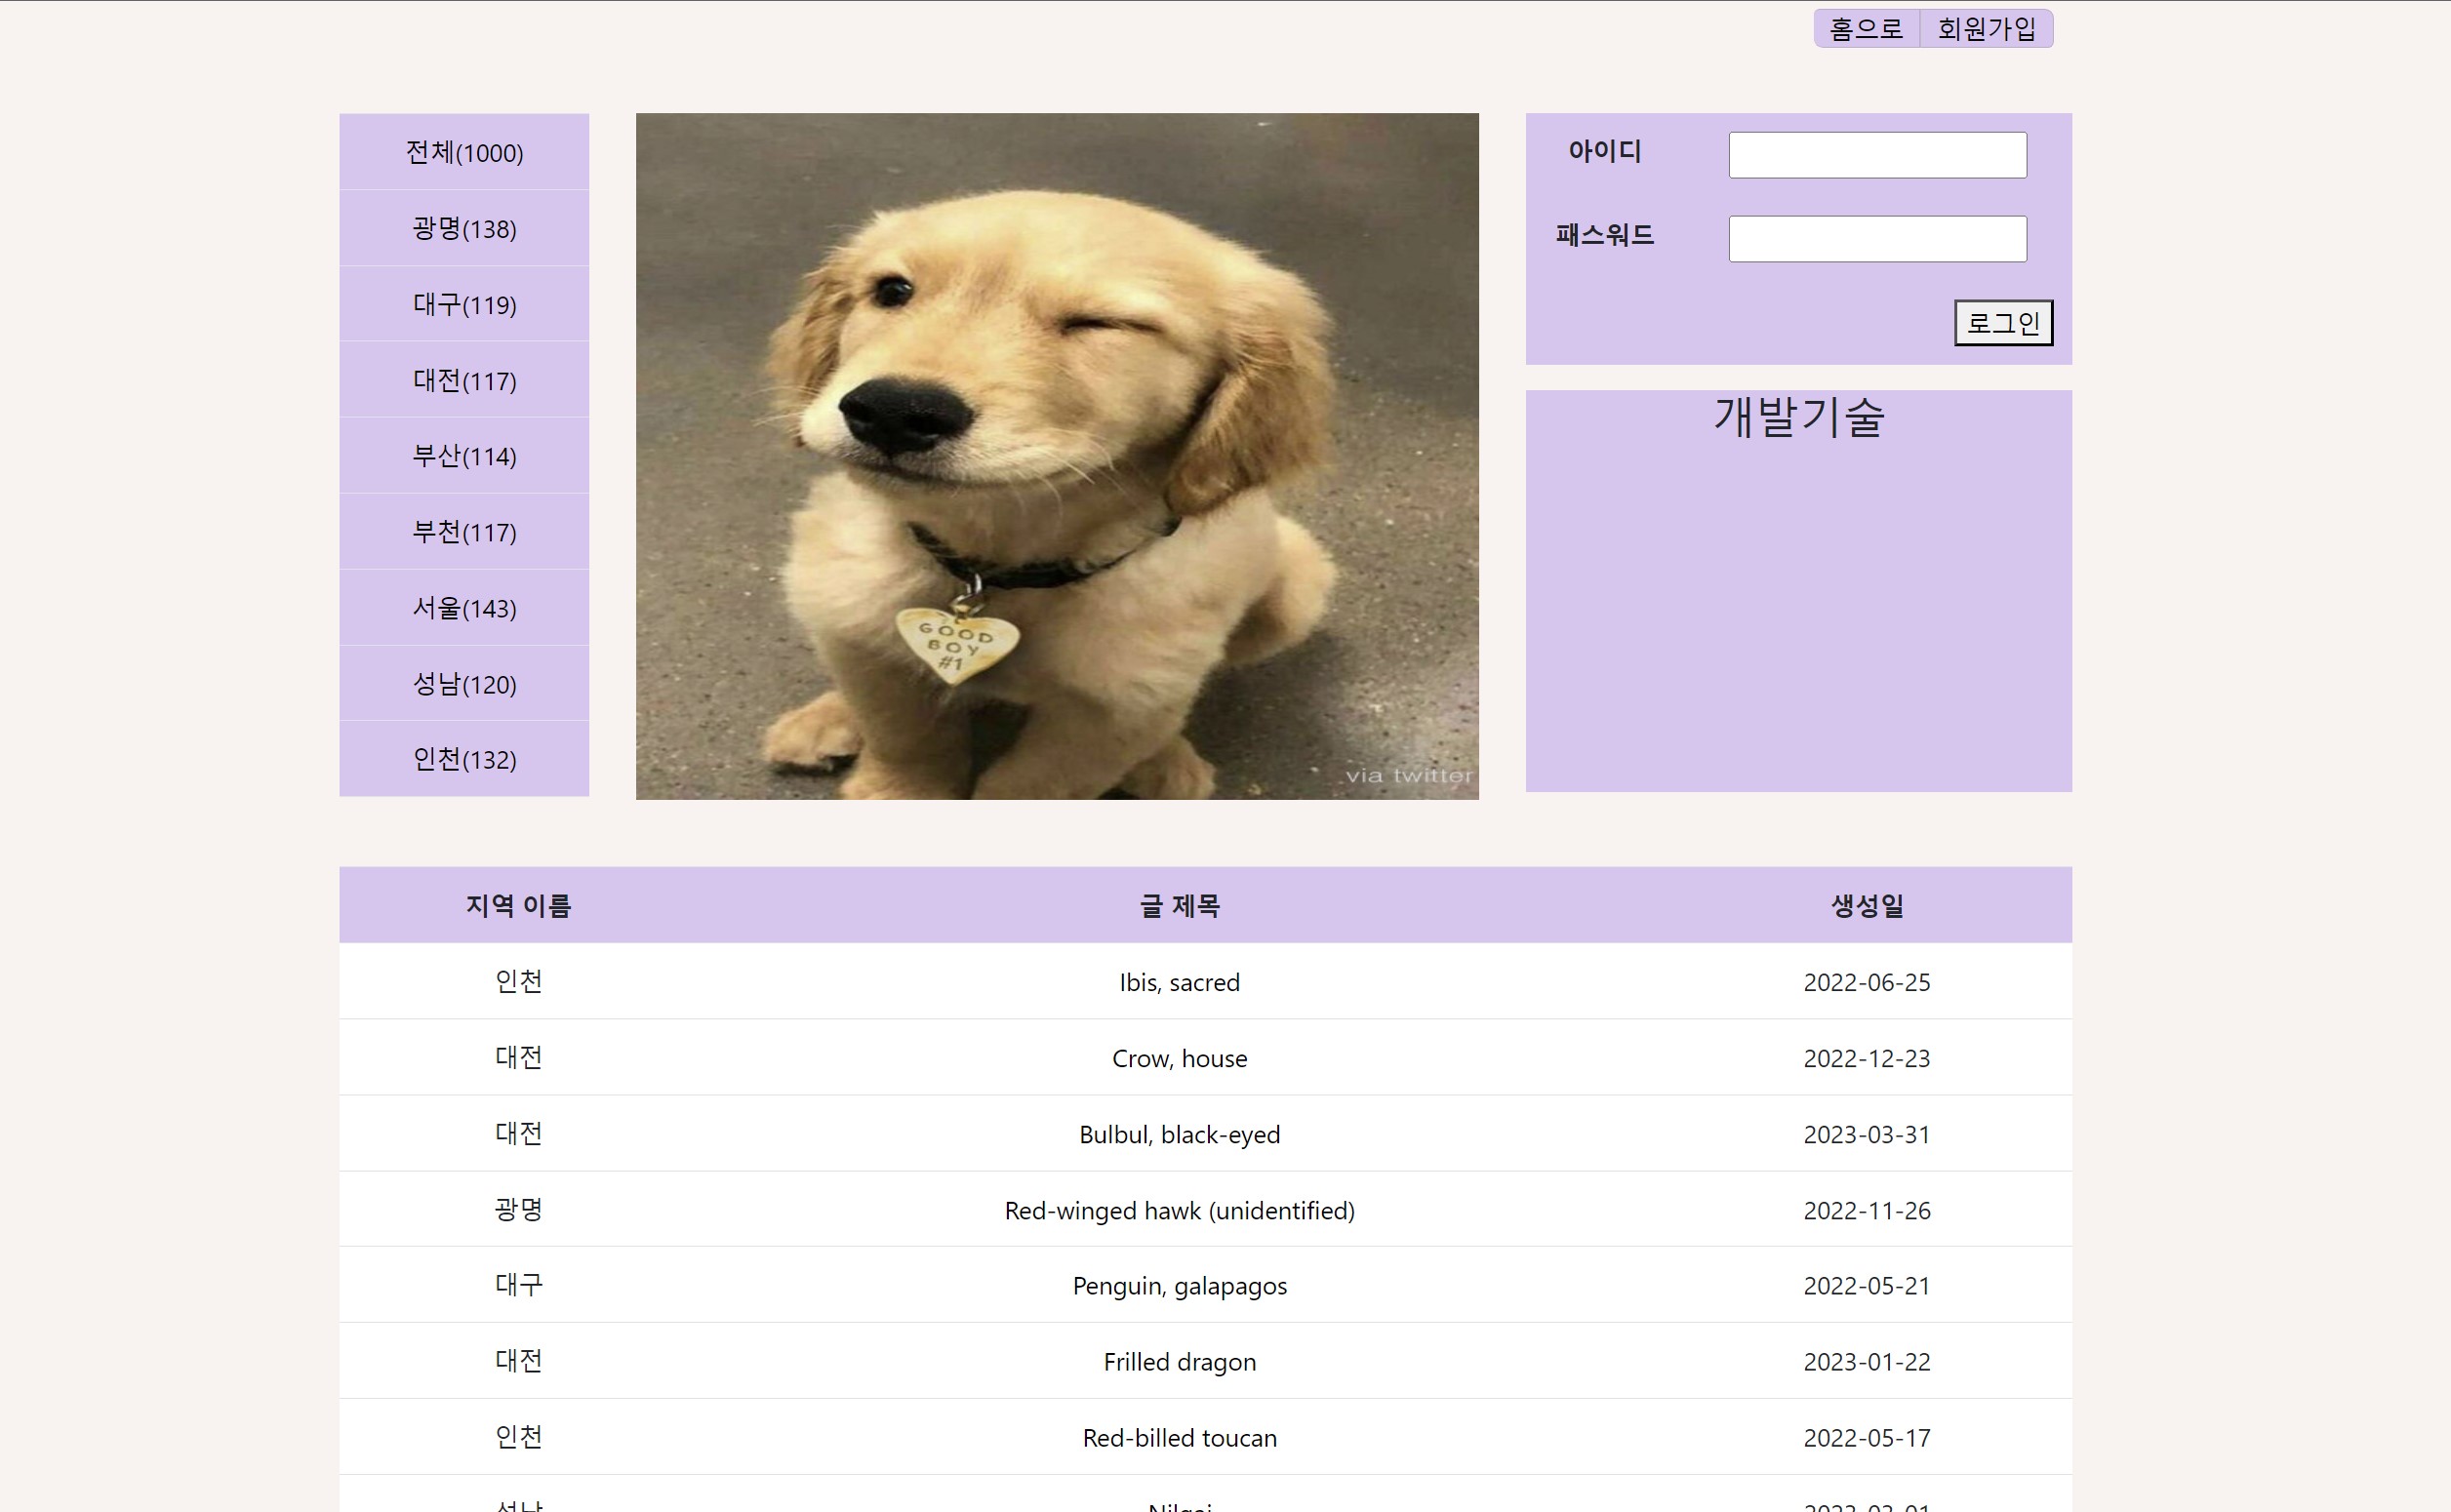 홈으로 회원가입
전체(1000)
광명(138)
대구(119)
대전(117)
부산(114)
부천(117)
서울(143)
성남(120)
인천(132)
GOOD
BOY
#1
via twitter
아이디
패스워드
로그인
개발기술
지역 이름 글 제목 생성일
인천 Ibis, sacred 2022-06-25
대전 Crow, house 2022-12-23
대전 Bulbul, black-eyed 2023-03-31
광명 Red-winged hawk (unidentified) 2022-11-26
대구 Penguin, galapagos 2022-05-21
대전 Frilled dragon 2023-01-22
인천 Red-billed toucan 2022-05-17